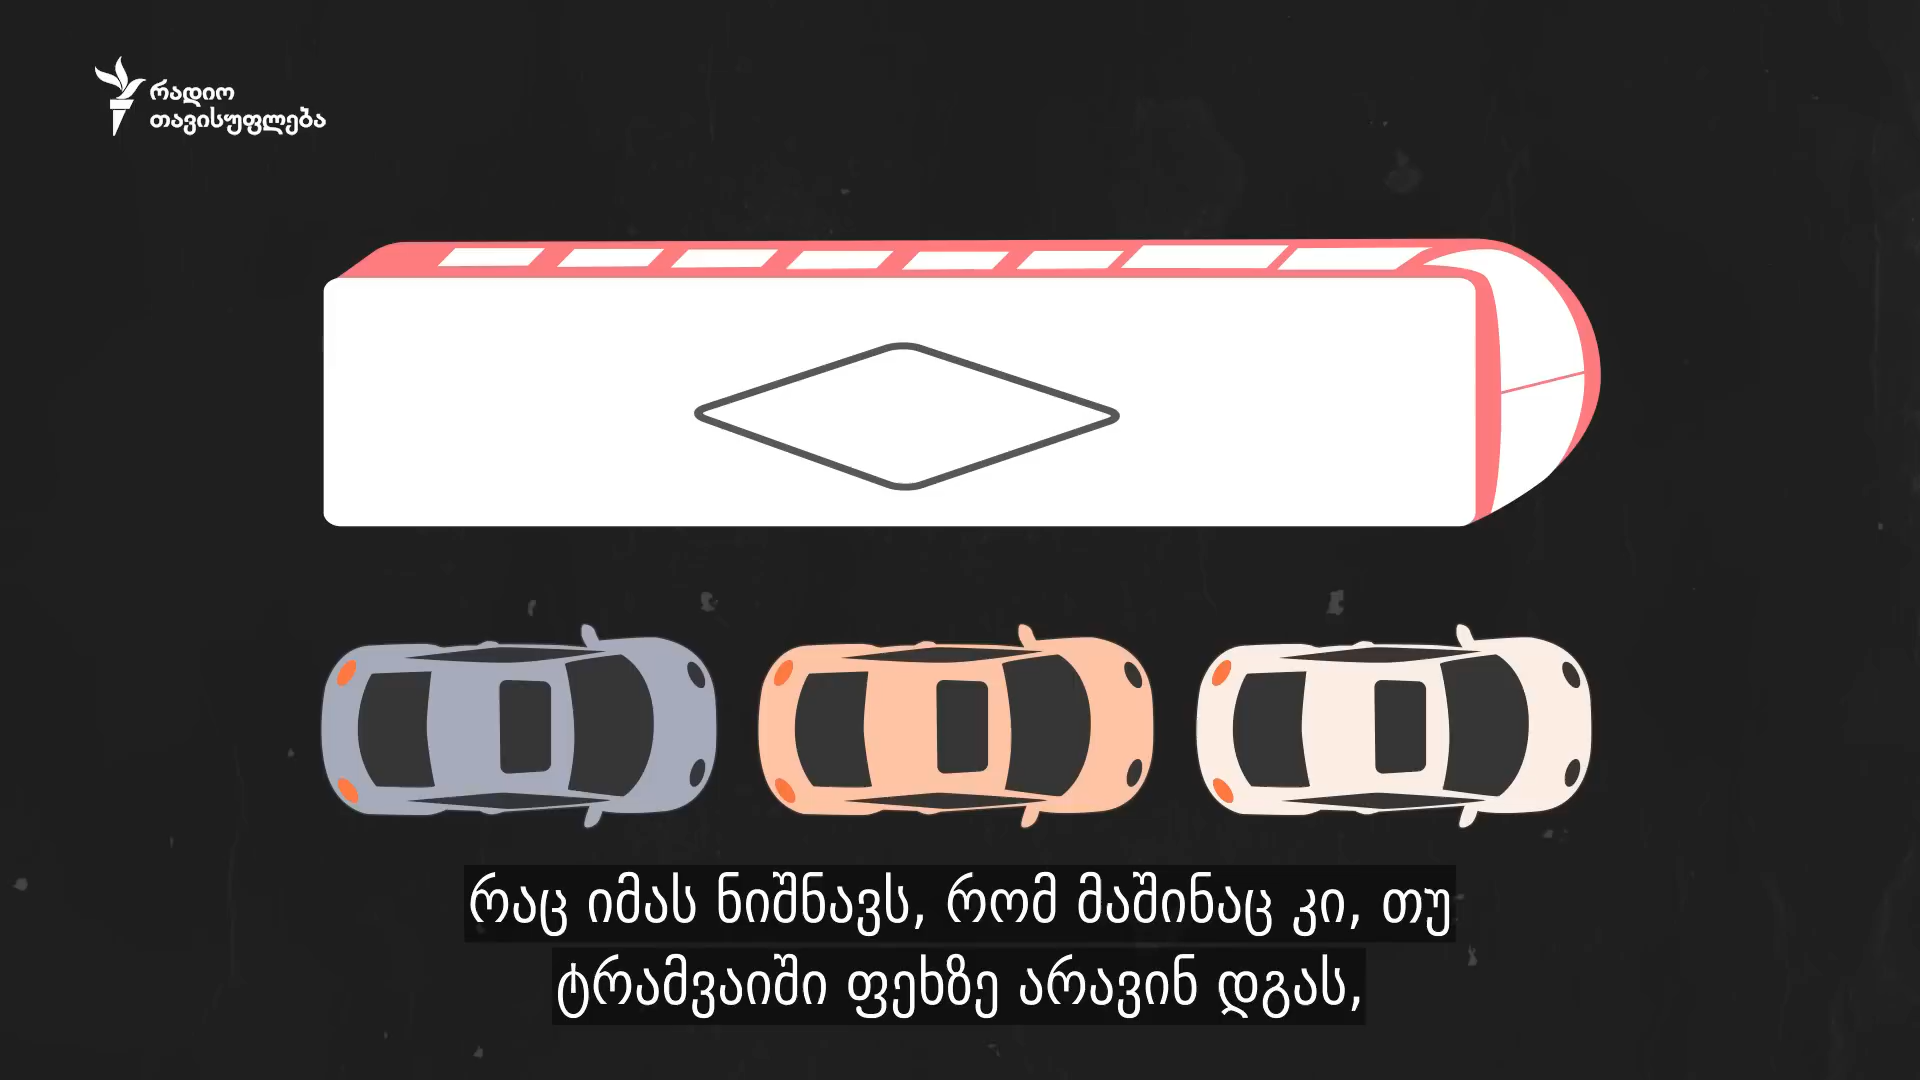 რადიო
თავისუფლება
რაც იმას ნიშნავს, რომ მაშინაც კი, თუ
ტრამვაიში ფეხზე არავინ დგას,